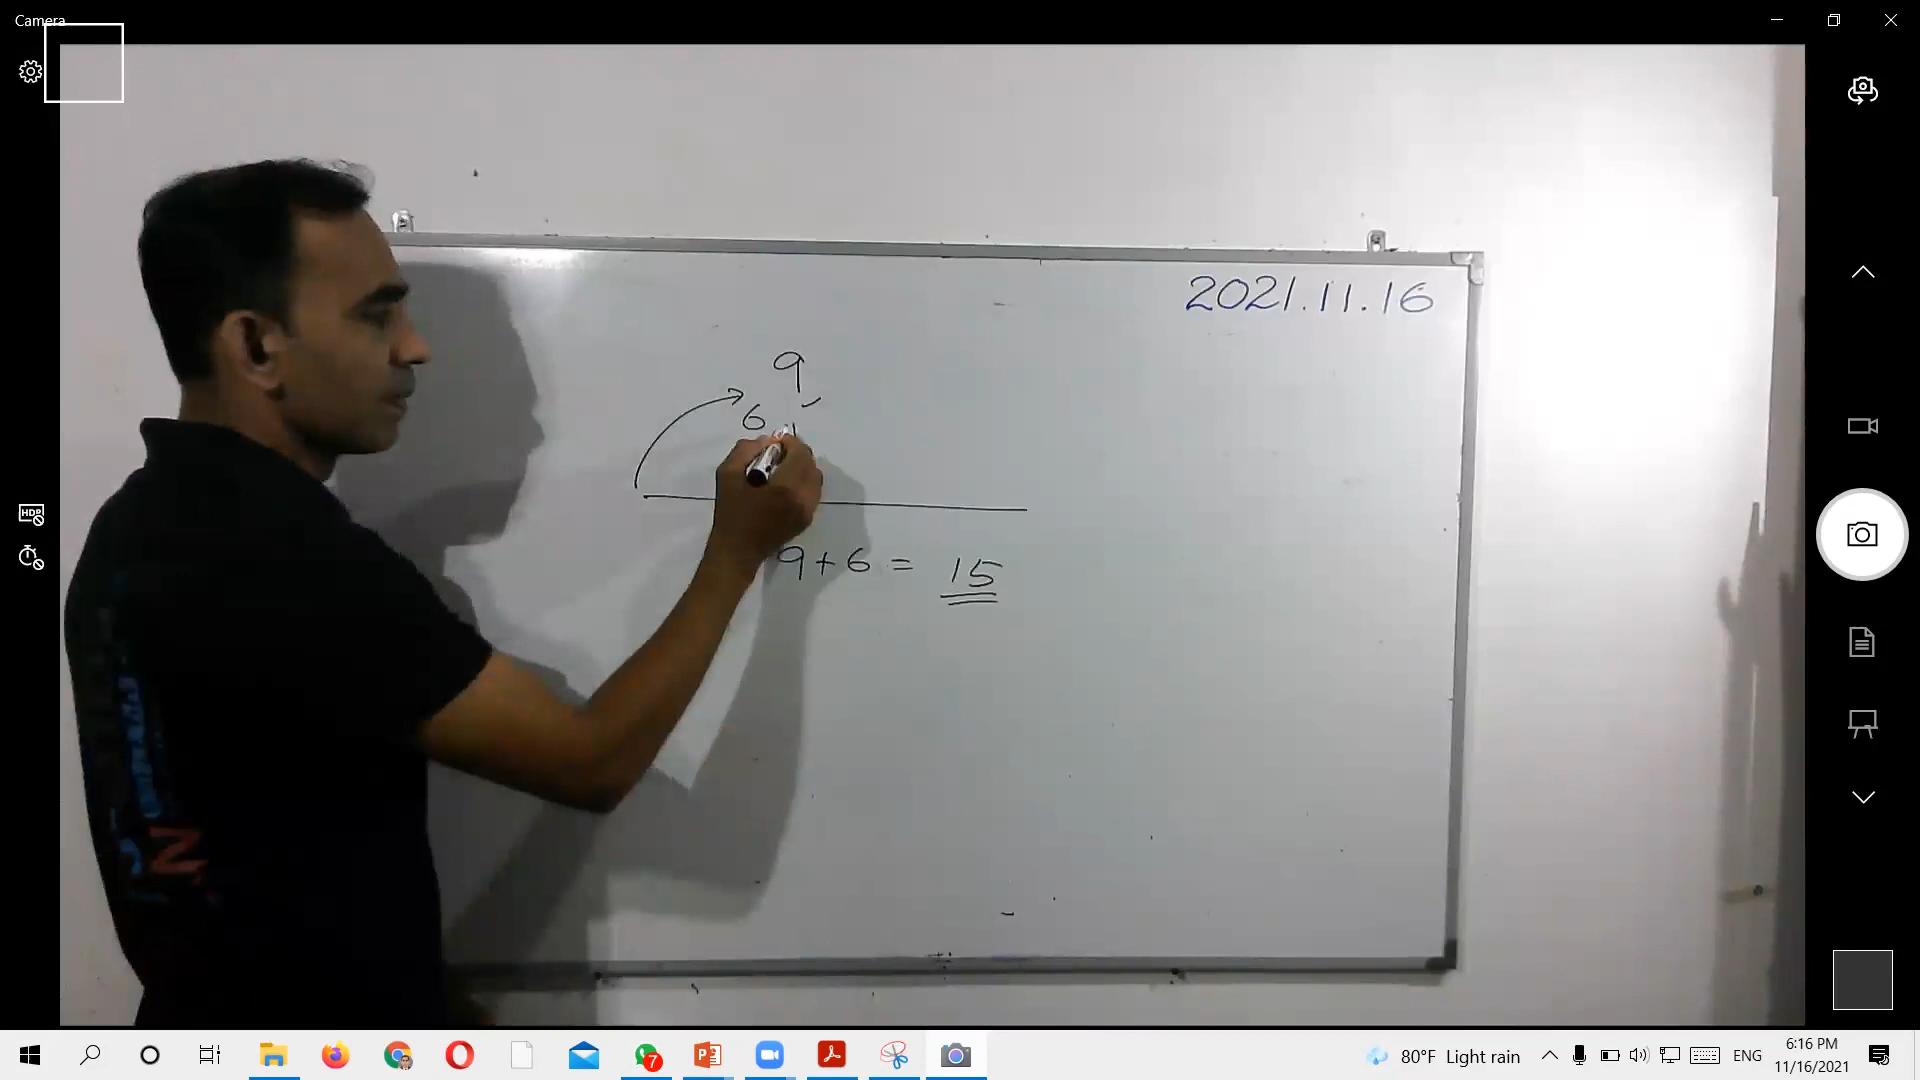 Camera
2021.11.16
9
6
9+6 = 15
7
80°F Light rain
ENG
6:16 PM
11/16/2021